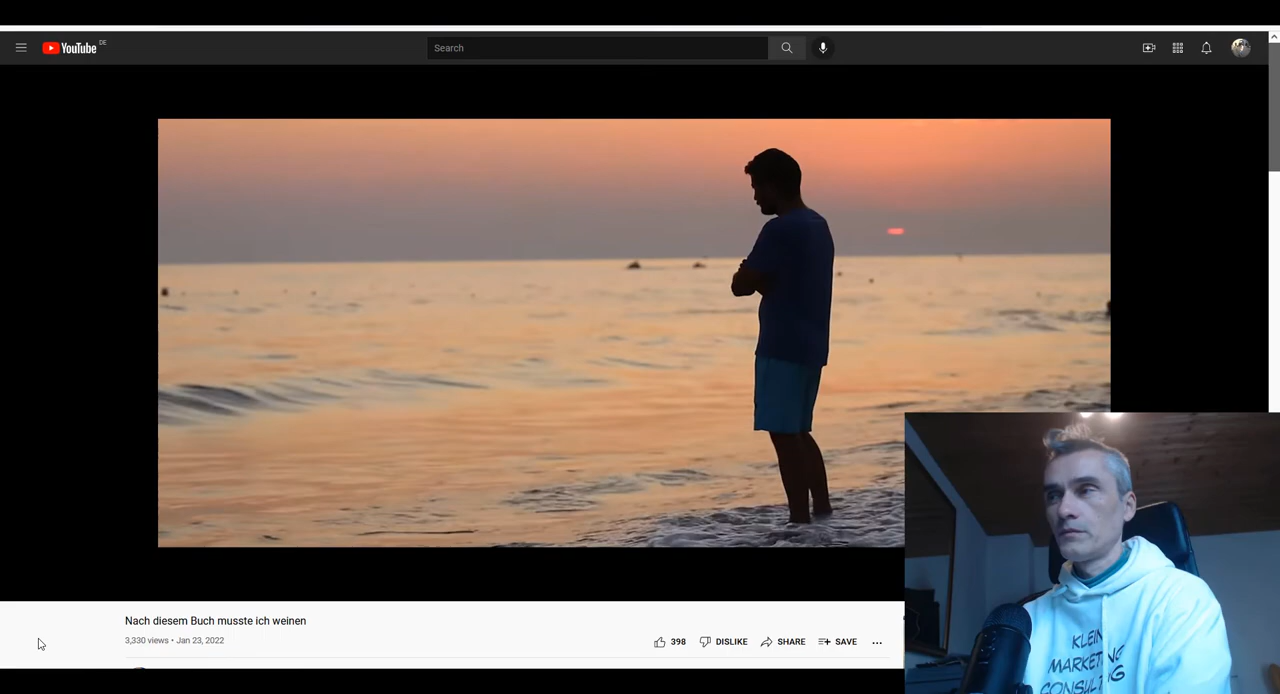 YouTube DE
Search
Nach diesem Buch musste ich weinen
3,330 views • Jan 23, 2022
398 DISLIKE SHARE SAVE
KLEIN
MARKETING
CONSULTING